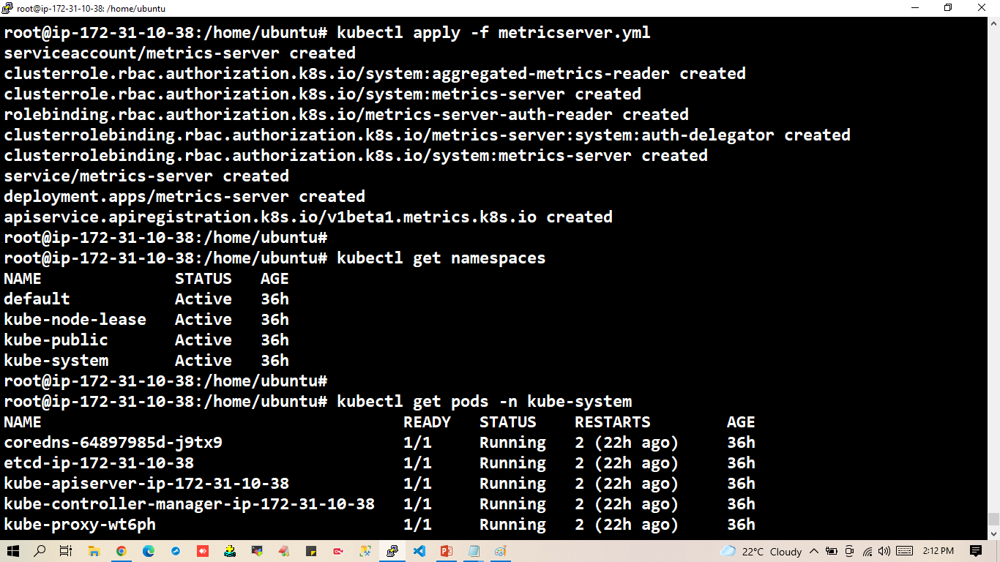 root@ip-172-31-10-38: /home/ubuntu
root@ip-172-31-10-38:/home/ubuntu# kubectl apply -f metricserver.yml
serviceaccount/metrics-server created
clusterrole.rbac.authorization.k8s.io/system:aggregated-metrics-reader created
clusterrole.rbac.authorization.k8s.io/system:metrics-server created
rolebinding.rbac.authorization.k8s.io/metrics-server-auth-reader created
clusterrolebinding.rbac.authorization.k8s.io/metrics-server:system:auth-delegator created
clusterrolebinding.rbac.authorization.k8s.io/system:metrics-server created
service/metrics-server created
deployment.apps/metrics-server created
apiservice.apiregistration.k8s.io/v1beta1.metrics.k8s.io created
root@ip-172-31-10-38:/home/ubuntu#
root@ip-172-31-10-38:/home/ubuntu# kubectl get namespaces
NAME STATUS AGE
default Active 36h
kube-node-lease Active 36h
kube-public Active 36h
kube-system Active 36h
root@ip-172-31-10-38:/home/ubuntu#
root@ip-172-31-10-38:/home/ubuntu# kubectl get pods -n kube-system
NAME READY STATUS RESTARTS AGE
coredns-64897985d-j9tx9 1/1 Running 2 (22h ago) 36h
etcd-ip-172-31-10-38 1/1 Running 2 (22h ago) 36h
kube-apiserver-ip-172-31-10-38 1/1 Running 2 (22h ago) 36h
kube-controller-manager-ip-172-31-10-38 1/1 Running 2 (22h ago) 36h
kube-proxy-wt6ph 1/1 Running 2 (22h ago) 36h
22°C Cloudy 2:12 PM